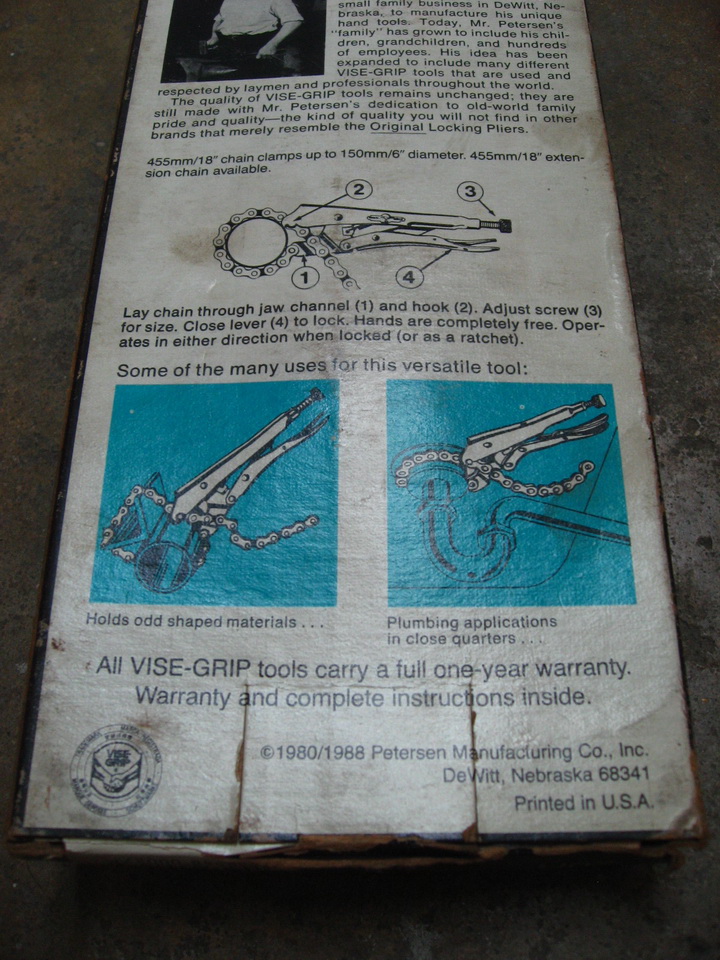 small family business in DeWitt, Ne-
braska, to manufacture his unique
hand tools. Today, Mr. Petersen's
"family" has grown to include his chil-
dren, grandchildren, and hundreds
of employees. His idea has been
expanded to include many different
VISE-GRIP tools that are used and
respected by laymen and professionals throughout the world.
The quality of VISE-GRIP tools remains unchanged; they are
still made with Mr. Petersen's dedication to old-world family
pride and quality—the kind of quality you will not find in other
brands that merely resemble the Original Locking Pliers.
455mm/18" chain clamps up to 150mm/6" diameter. 455mm/18" exten-
sion chain available.
2
3
1
4
Lay chain through jaw channel (1) and hook (2). Adjust screw (3)
for size. Close lever (4) to lock. Hands are completely free. Oper-
ates in either direction when locked (or as a ratchet).
Some of the many uses for this versatile tool:
Holds odd shaped materials . . .
Plumbing applications
in close quarters . . .
All VISE-GRIP tools carry a full one-year warranty.
Warranty and complete instructions inside.
VISE
GRIP
©1980/1988 Petersen Manufacturing Co., Inc.
DeWitt, Nebraska 68341
Printed in U.S.A.